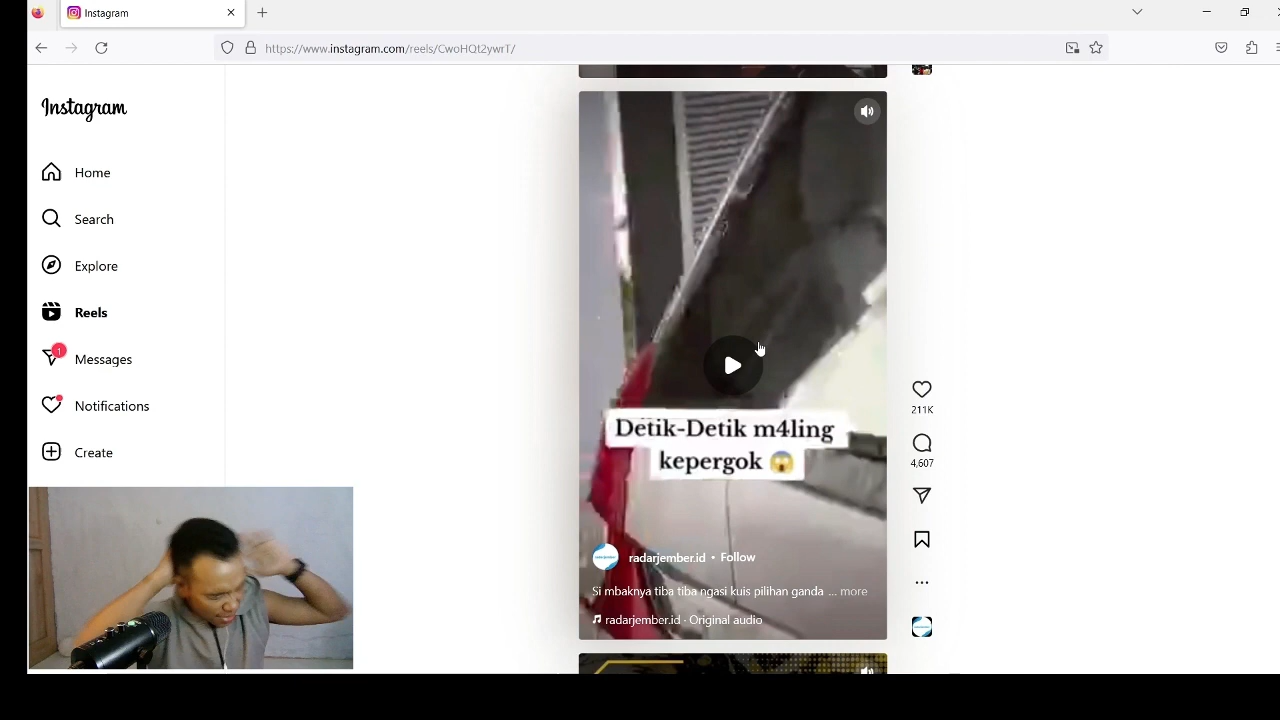 Instagram
https://www.instagram.com/reels/CwoHQt2ywrT/
Instagram
Home
Search
Explore
Reels
1
Messages
Notifications
Create
Detik-Detik m4ling
kepergok 😱
radarjember.id • Follow
Si mbaknya tiba tiba ngasi kuis pilihan ganda ... more
radarjember.id · Original audio
211K
4,607